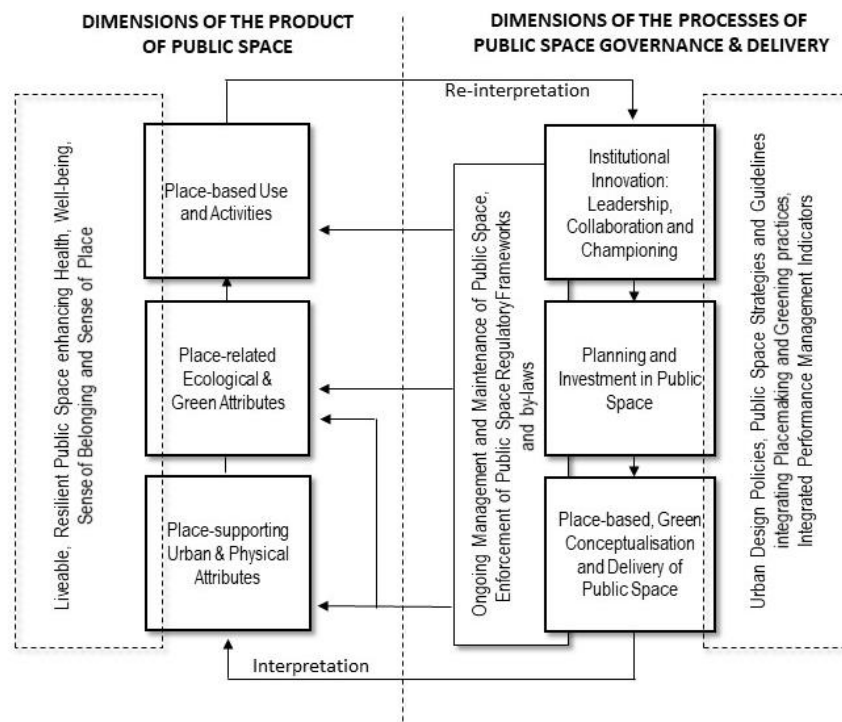 DIMENSIONS OF THE PRODUCT
OF PUBLIC SPACE
DIMENSIONS OF THE PROCESSES OF
PUBLIC SPACE GOVERNANCE & DELIVERY
Re-interpretation
Liveable, Resilient Public Space enhancing Health, Well-being,
Sense of Belonging and Sense of Place
Place-based Use
and Activities
Place-related
Ecological &
Green Attributes
Place-supporting
Urban & Physical
Attributes
Ongoing Management and Maintenance of Public Space,
Enforcement of Public Space Regulatory Frameworks
and by-laws
Institutional
Innovation:
Leadership,
Collaboration and
Championing
Planning and
Investment in Public
Space
Place-based, Green
Conceptualisation
and Delivery of
Public Space
Urban Design Policies, Public Space Strategies and Guidelines
integrating Placemaking and Greening practices,
Integrated Performance Management Indicators
Interpretation